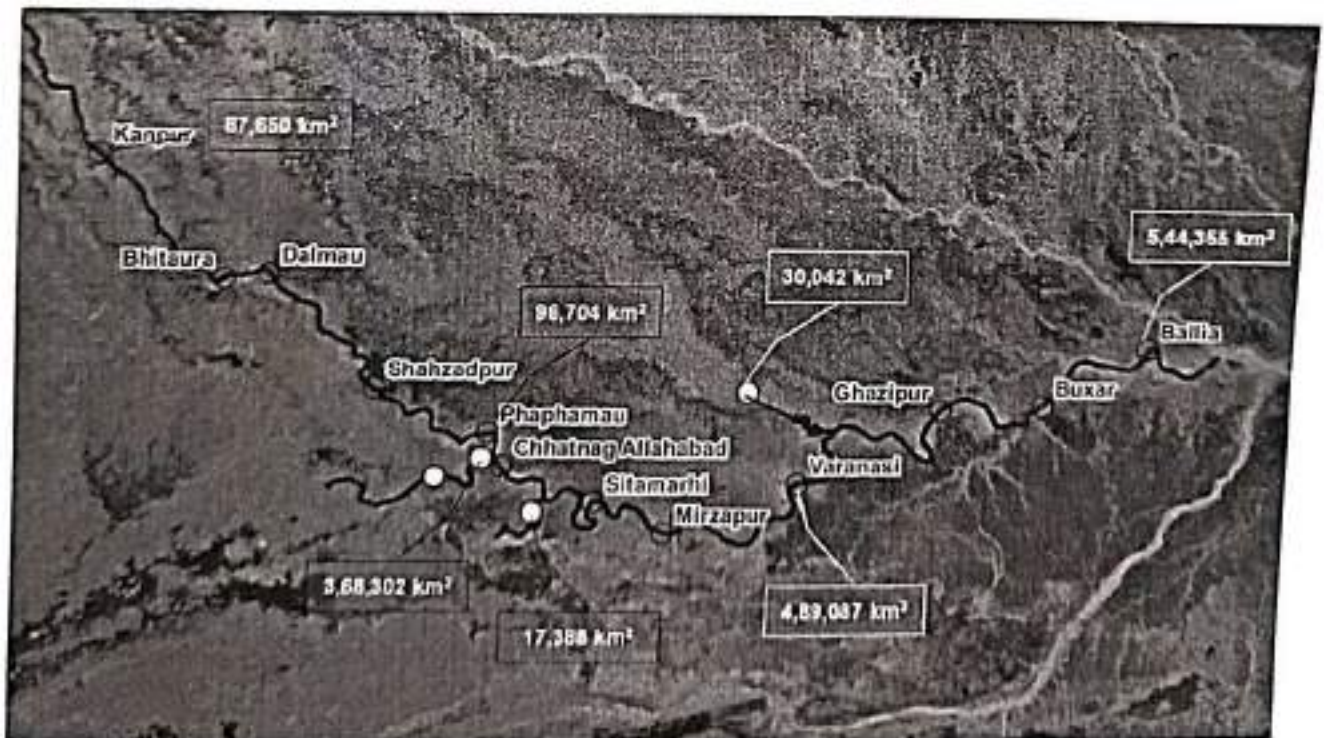 Kanpur
87,650 km²
Bhitaura
Dalmau
5,44,355 km²
30,042 km²
Ballia
98,704 km²
Shahzadpur
Ghazipur
Buxar
Phaphamau
Chhatnag Allahabad
Varanasi
Sitamarhi
Mirzapur
3,68,302 km²
17,388 km²
4,89,087 km²